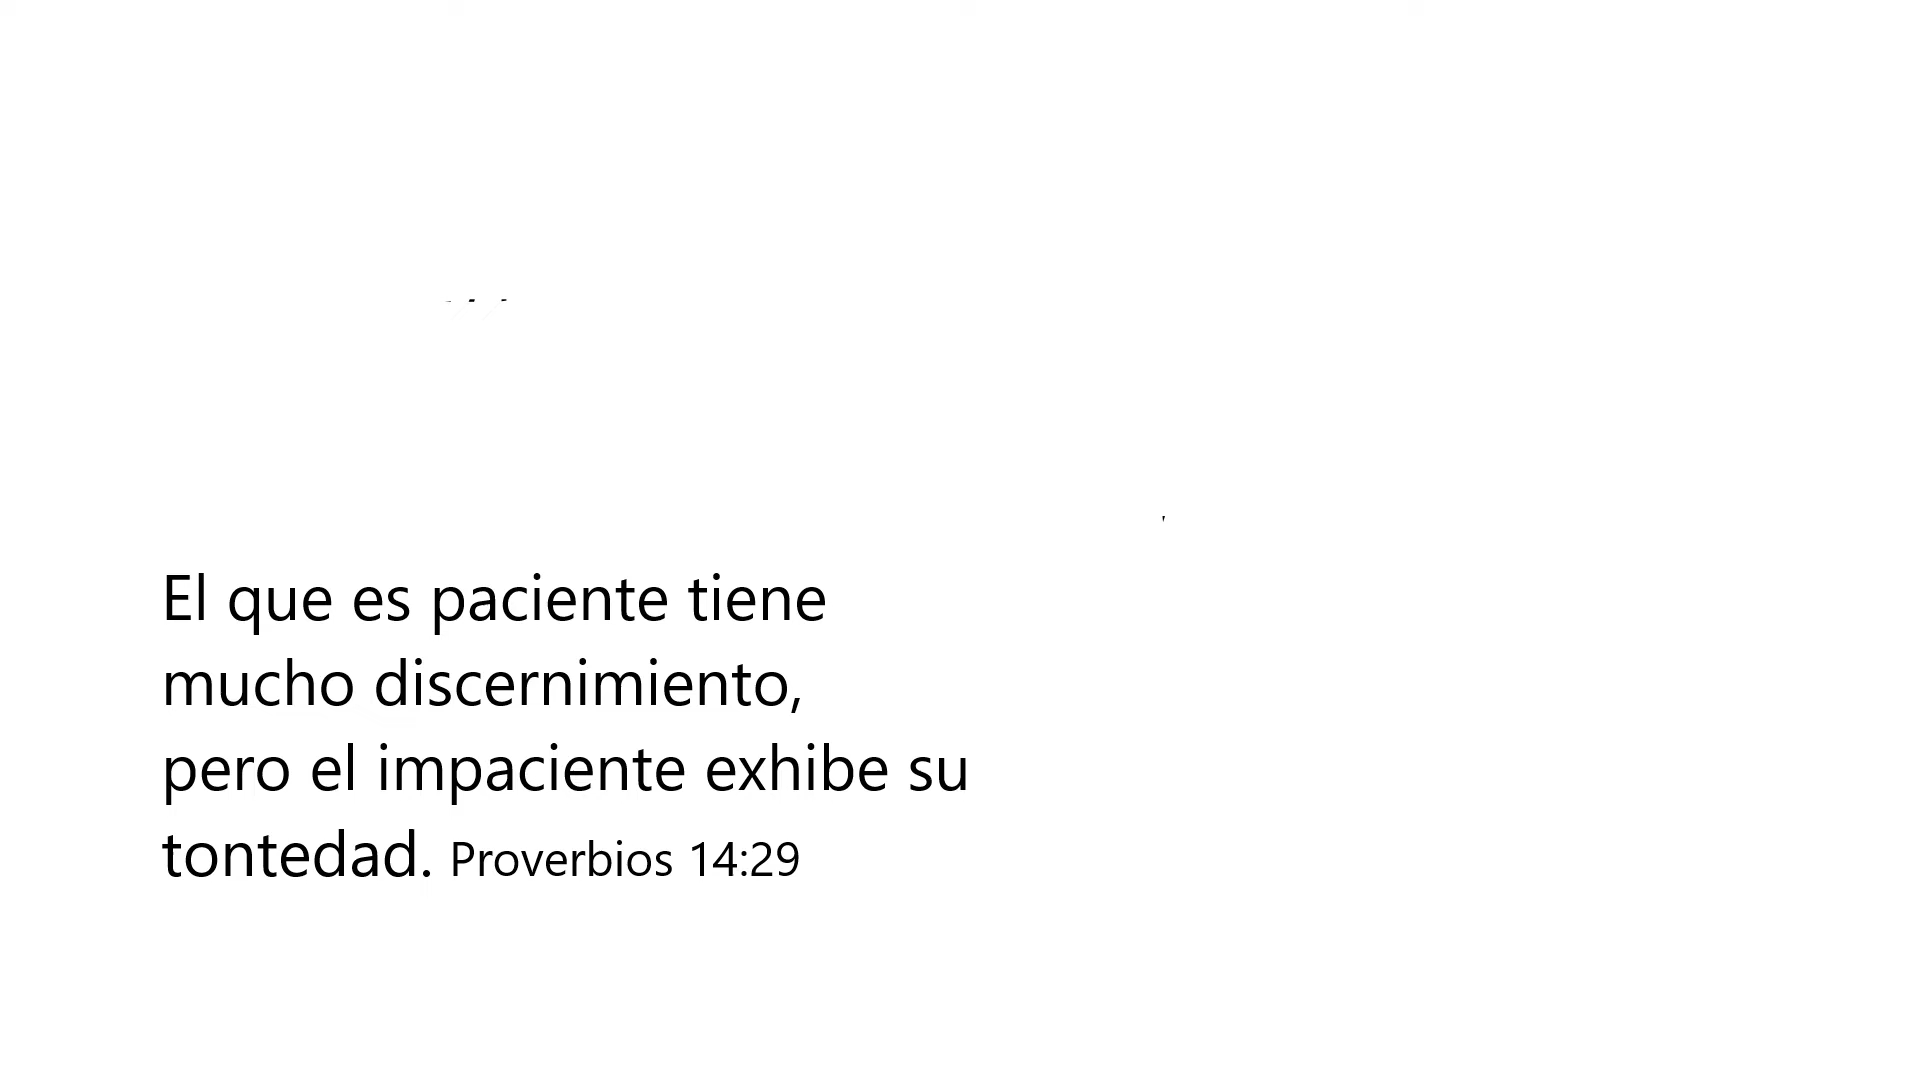 El que es paciente tiene
mucho discernimiento,
pero el impaciente exhibe su
tontedad. Proverbios 14:29